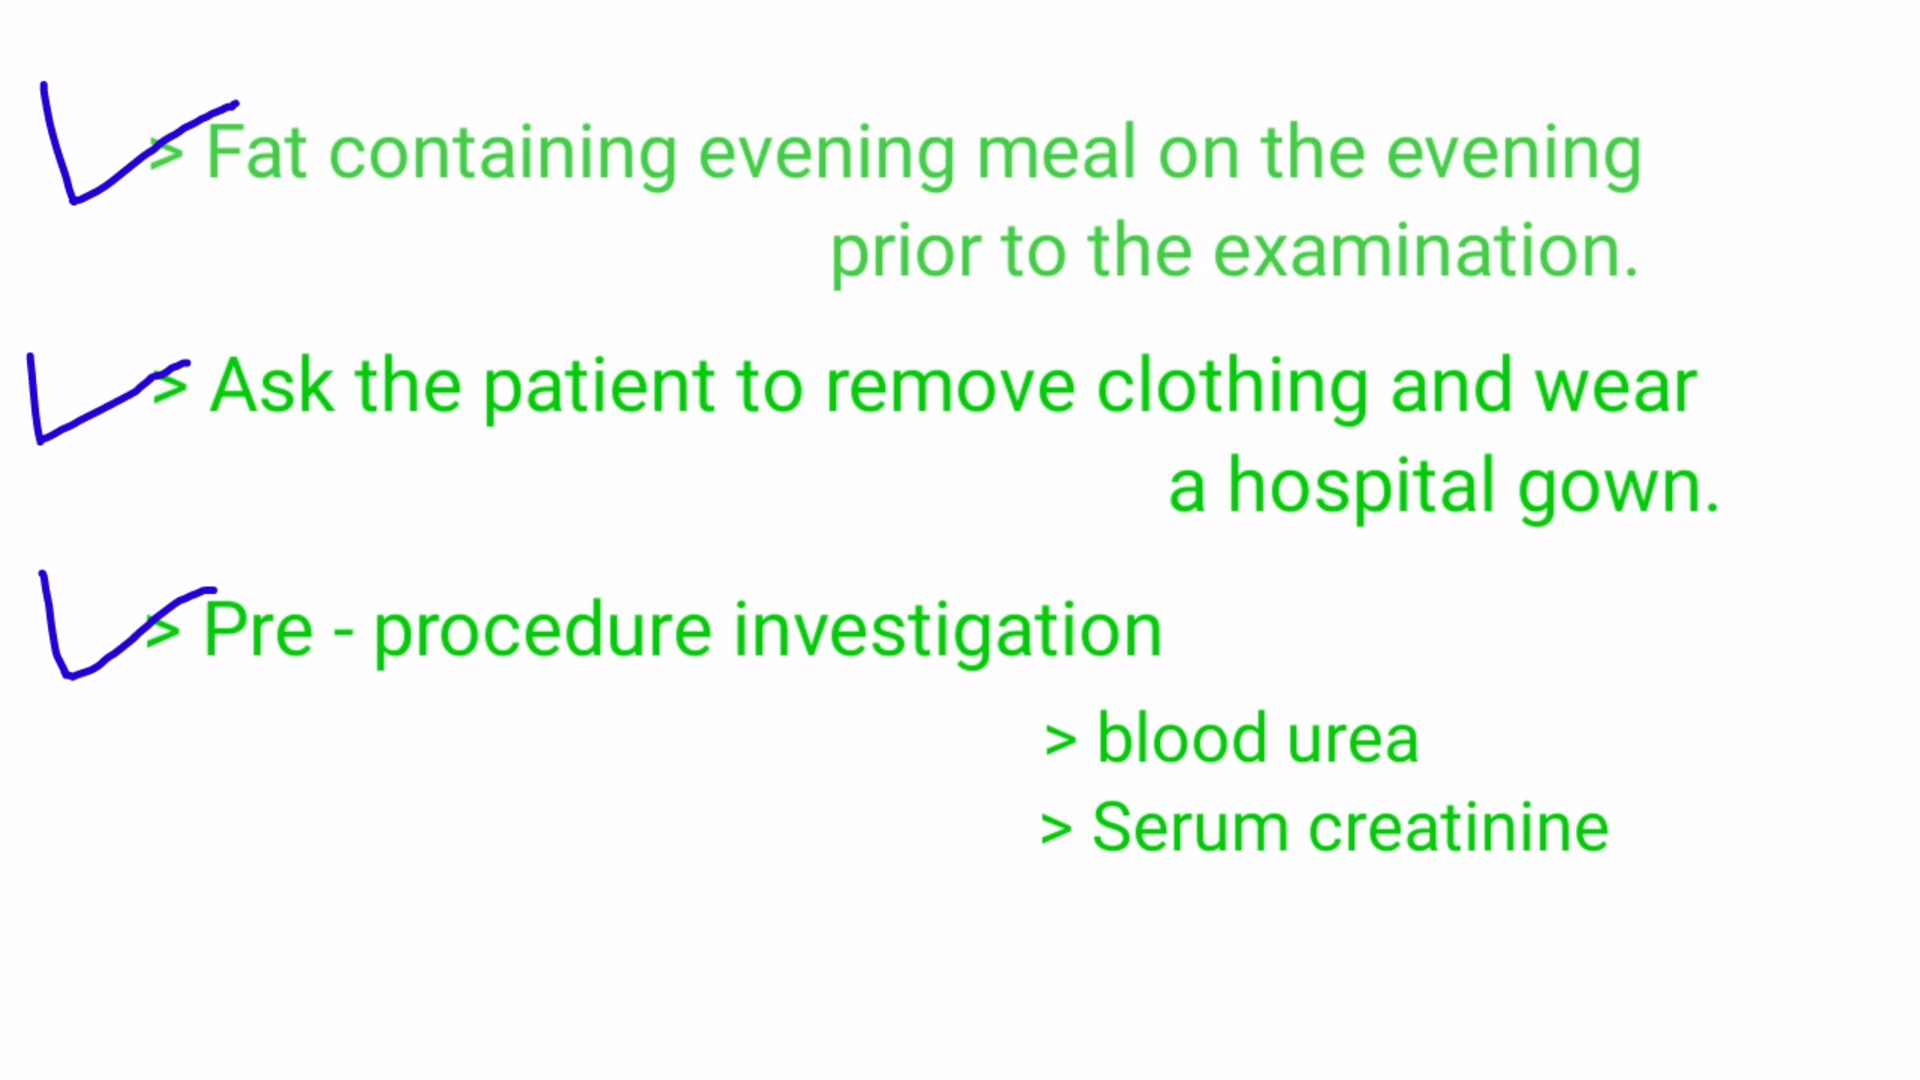 > Fat containing evening meal on the evening
prior to the examination.
> Ask the patient to remove clothing and wear
a hospital gown.
> Pre - procedure investigation
> blood urea
> Serum creatinine